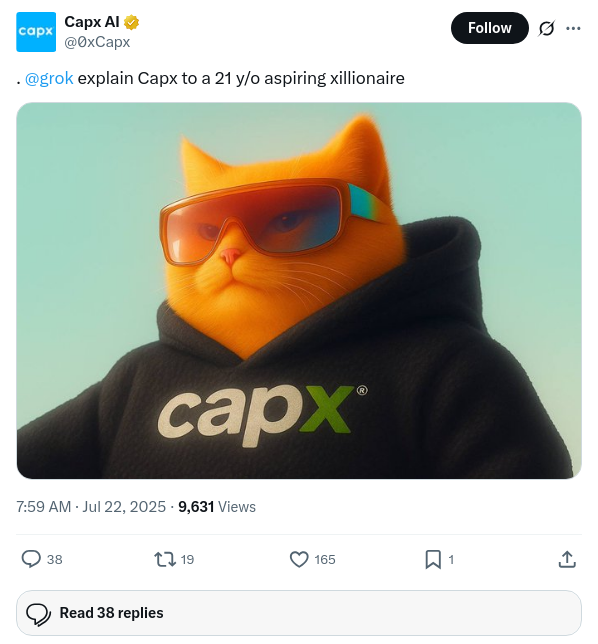 capx
Capx AI
@0xCapx
Follow
. @grok explain Capx to a 21 y/o aspiring xillionaire
capx®
7:59 AM · Jul 22, 2025 · 9,631 Views
38
19
165
1
Read 38 replies